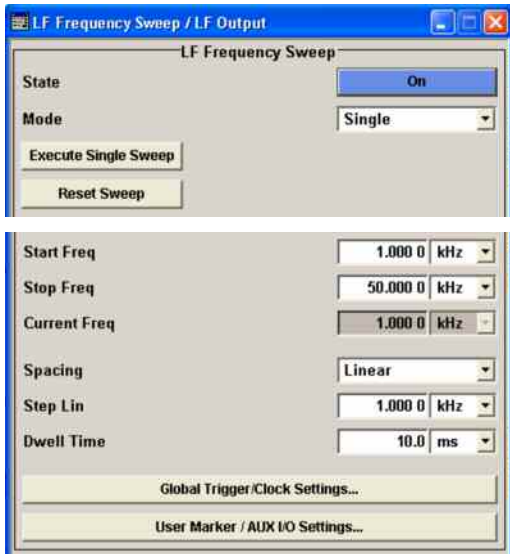 LF Frequency Sweep / LF Output
LF Frequency Sweep
State On
Mode Single
Execute Single Sweep
Reset Sweep
Start Freq 1.000 0 kHz
Stop Freq 50.000 0 kHz
Current Freq 1.000 0 kHz
Spacing Linear
Step Lin 1.000 0 kHz
Dwell Time 10.0 ms
Global Trigger/Clock Settings...
User Marker / AUX I/O Settings...